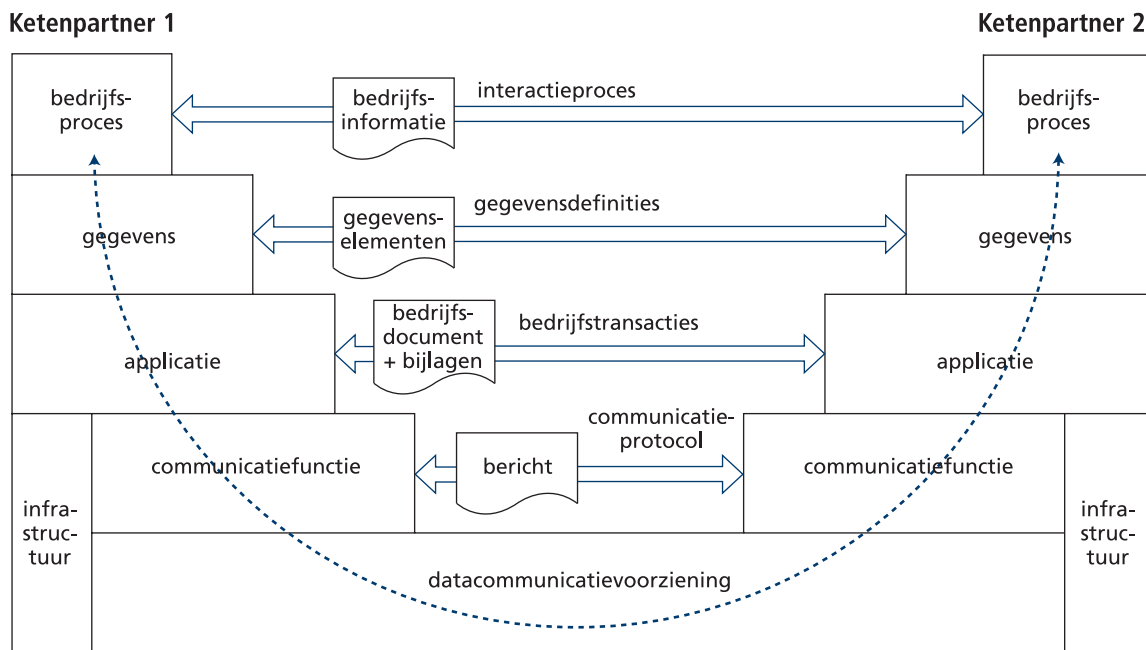 Ketenpartner 1
Ketenpartner 2
bedrijfs-
proces
bedrijfs-
informatie
interactieproces
bedrijfs-
proces
gegevens
gegevens-
elementen
gegevensdefinities
gegevens
applicatie
bedrijfs-
document
+ bijlagen
bedrijfstransacties
applicatie
communicatiefunctie
bericht
communicatie-
protocol
communicatiefunctie
infra-
struc-
tuur
datacommunicatievoorziening
infra-
struc-
tuur